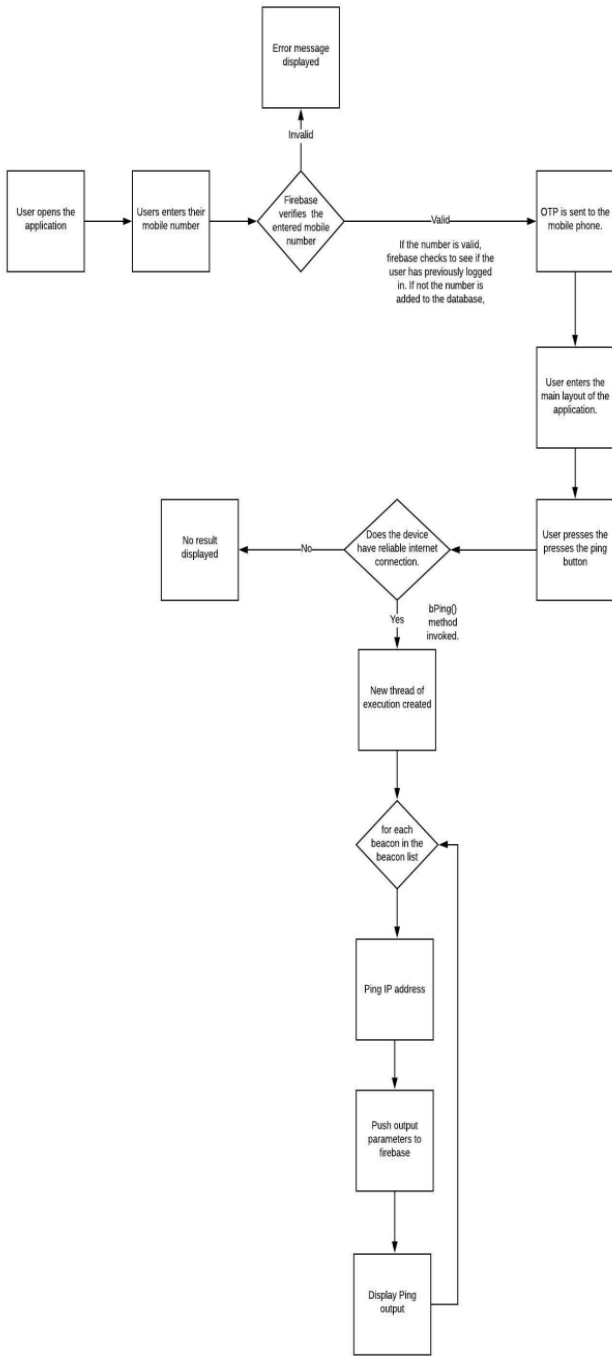 Error message
displayed
Invalid
User opens the
application
Users enters their
mobile number
Firebase
verifies the
entered mobile
number
Valid
If the number is valid,
firebase checks to see if the
user has previously logged
in. If not the number is
added to the database,
OTP is sent to
the mobile phone.
User enters the
main layout of the
application.
User presses the
presses the ping
button
Does the device
have reliable internet
connection.
No
No result
displayed
Yes
bPing()
method
invoked.
New thread of
execution created
for each
beacon in the
beacon list
Ping IP address
Push output
parameters to
firebase
Display Ping
output